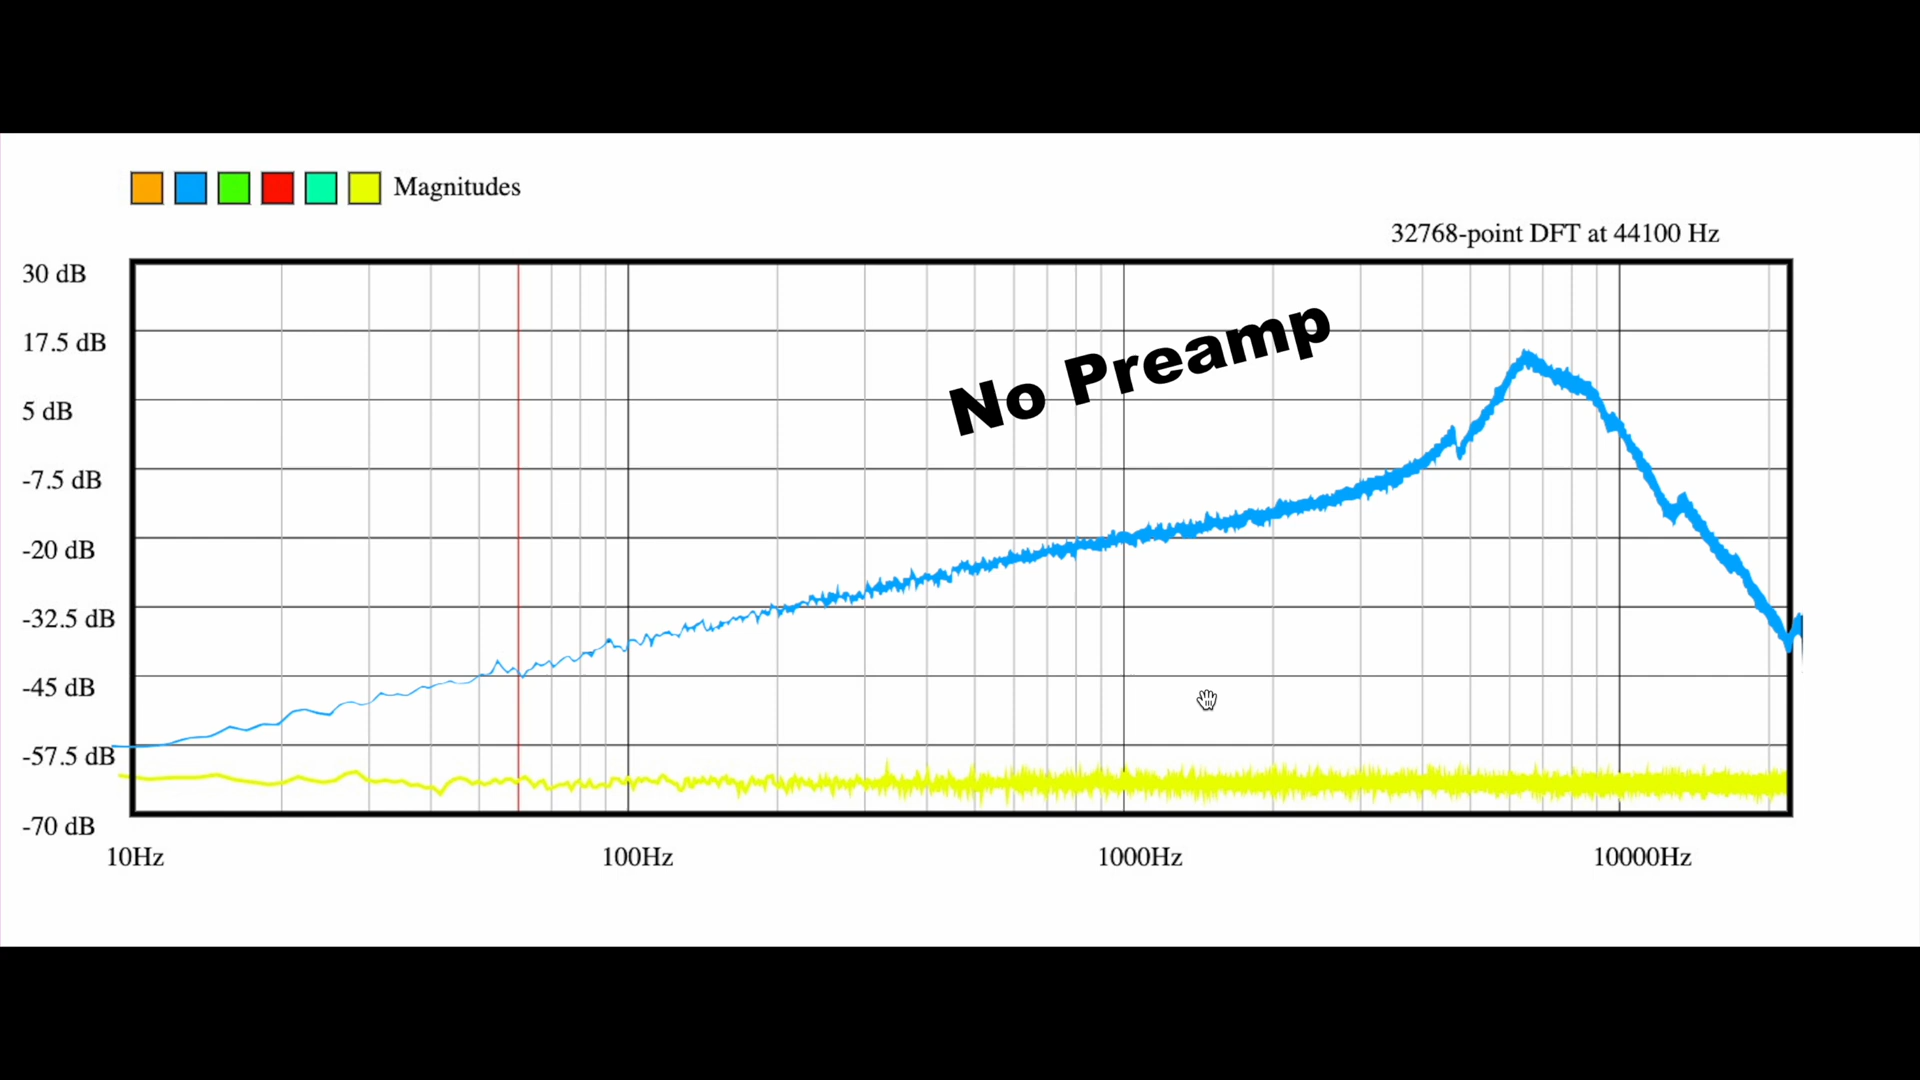 Magnitudes
32768-point DFT at 44100 Hz
30 dB
17.5 dB
5 dB
-7.5 dB
-20 dB
-32.5 dB
-45 dB
-57.5 dB
-70 dB
No Preamp
10Hz 100Hz 1000Hz 10000Hz